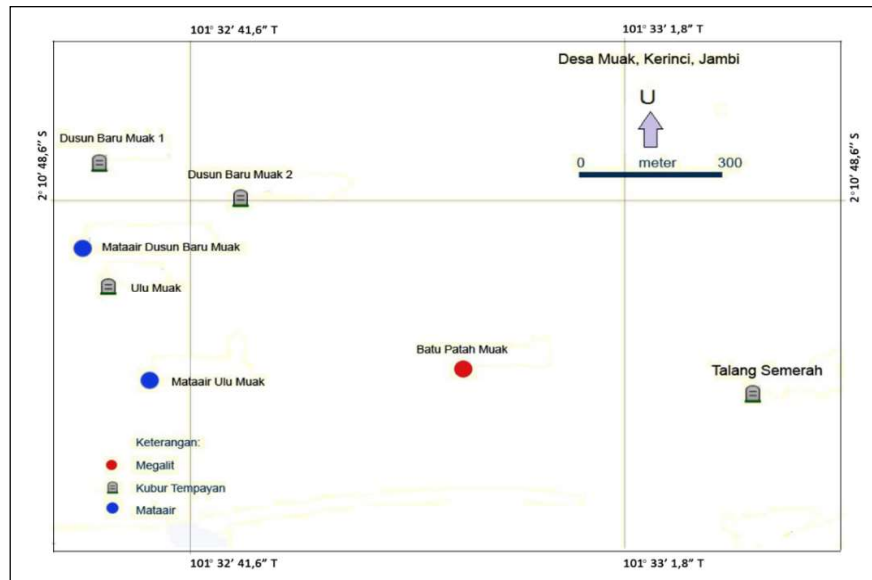 101° 32' 41,6" T
101° 33' 1,8" T
Desa Muak, Kerinci, Jambi
U
0 meter 300
Dusun Baru Muak 1
Dusun Baru Muak 2
2° 10' 48,6" S
2° 10' 48,6" S
Mataair Dusun Baru Muak
Ulu Muak
Batu Patah Muak
Talang Semerah
Mataair Ulu Muak
Keterangan:
Megalit
Kubur Tempayan
Mataair
101° 32' 41.6" T
101° 33' 1,8" T